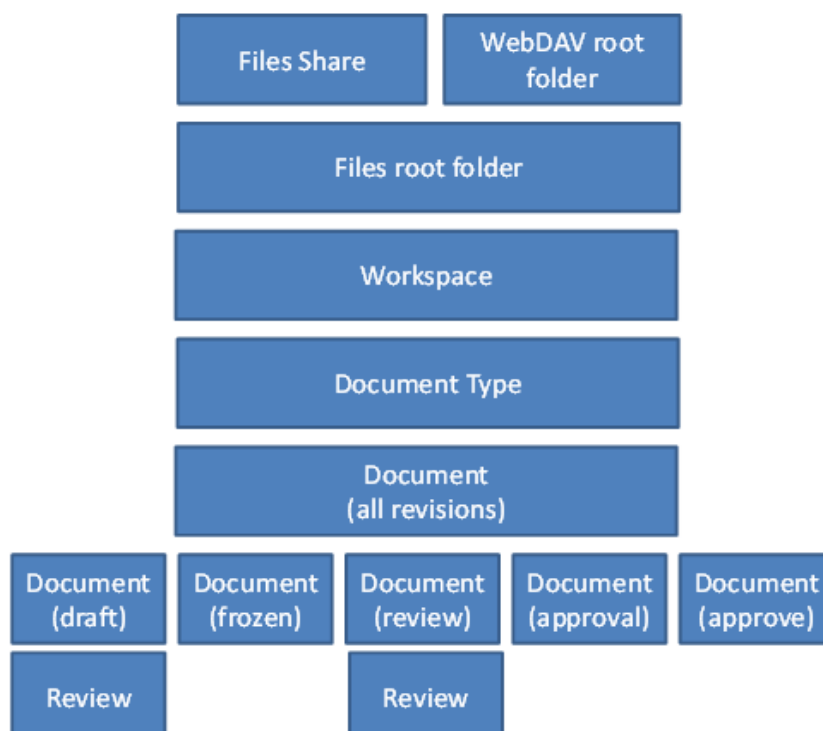 Files Share
WebDAV root
folder
Files root folder
Workspace
Document Type
Document
(all revisions)
Document
(draft)
Document
(frozen)
Document
(review)
Document
(approval)
Document
(approve)
Review
Review